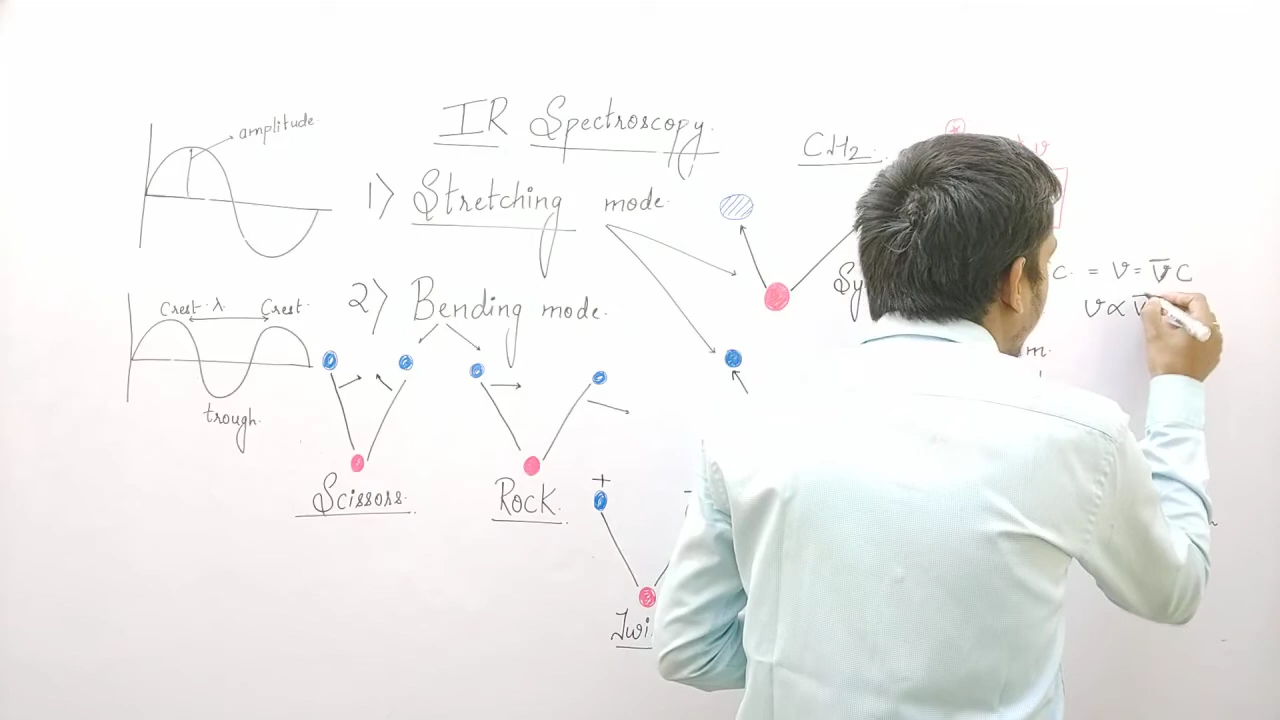 IR Spectroscopy.
amplitude
CH2.
1) Stretching mode.
2) Bending mode.
Crest. λ Crest.
trough.
C. = ν = ν̄ C
ν ∝ ν̄
m.
Scissors.
Rock.
+
-